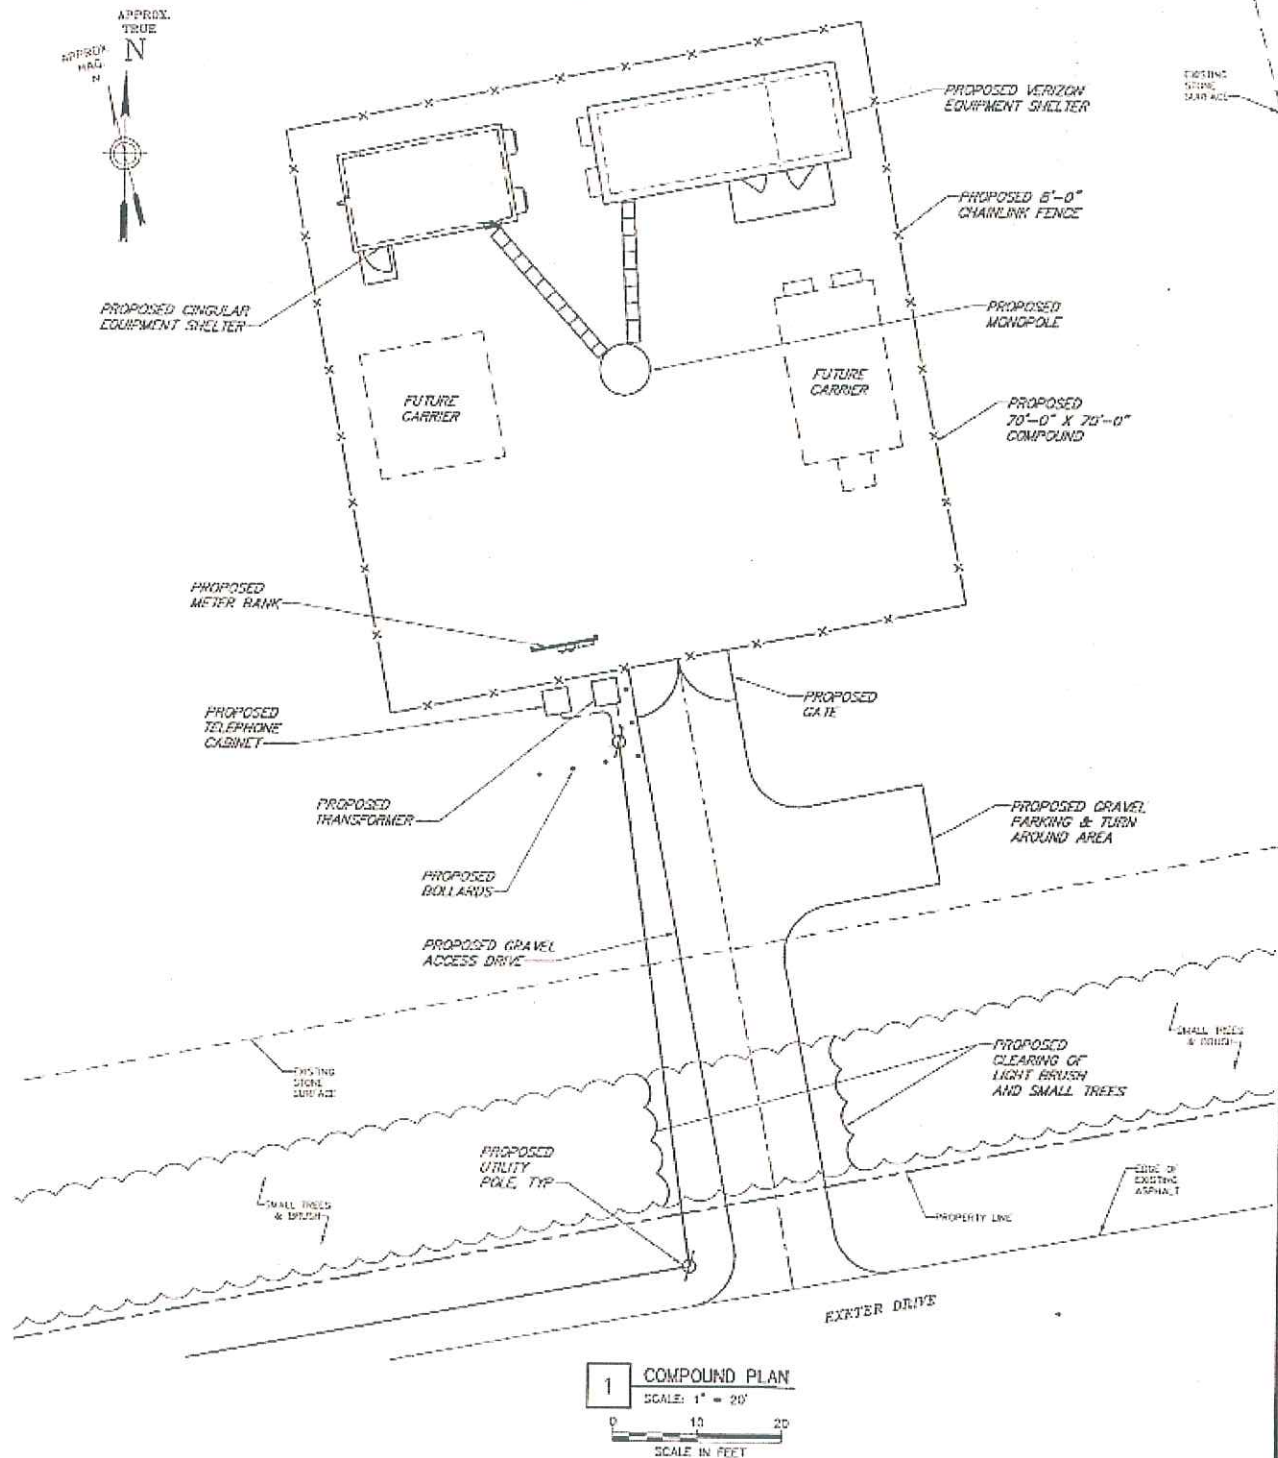 APPROX.
TRUE
N
APPROX.
MAG.
N
EXISTING
STONE
SURFACE
PROPOSED VERIZON
EQUIPMENT SHELTER
PROPOSED 8'-0"
CHAINLINK FENCE
PROPOSED CINGULAR
EQUIPMENT SHELTER
PROPOSED
MONOPOLE
FUTURE
CARRIER
FUTURE
CARRIER
PROPOSED
70'-0" X 70'-0"
COMPOUND
PROPOSED
METER BANK
PROPOSED
GATE
PROPOSED
TELEPHONE
CABINET
PROPOSED
TRANSFORMER
PROPOSED GRAVEL
PARKING & TURN
AROUND AREA
PROPOSED
BOLLARDS
PROPOSED GRAVEL
ACCESS DRIVE
EXISTING
STONE
SURFACE
SMALL TREES
& BRUSH
PROPOSED
CLEARING OF
LIGHT BRUSH
AND SMALL TREES
PROPOSED
UTILITY
POLE, TYP
SMALL TREES
& BRUSH
PROPERTY LINE
EDGE OF
EXISTING
ASPHALT
EXETER DRIVE
1
COMPOUND PLAN
SCALE: 1" = 20'
0 10 20
SCALE IN FEET